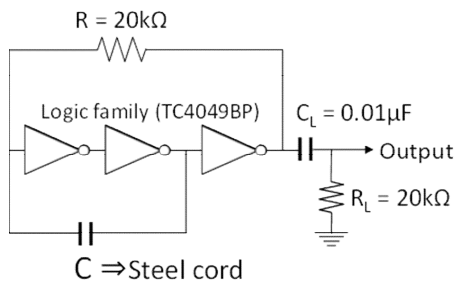 R = 20kΩ
Logic family (TC4049BP)
C_L = 0.01μF
Output
R_L = 20kΩ
C ⇒Steel cord